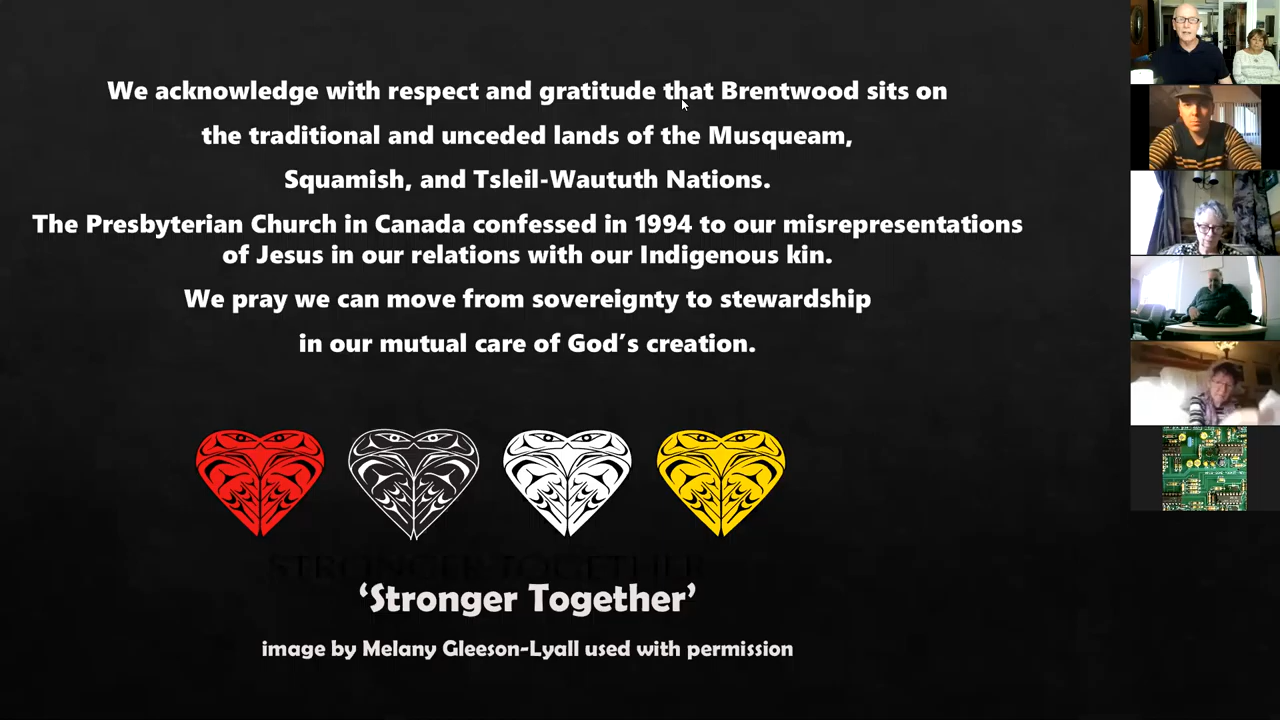 We acknowledge with respect and gratitude that Brentwood sits on
the traditional and unceded lands of the Musqueam,
Squamish, and Tsleil-Waututh Nations.
The Presbyterian Church in Canada confessed in 1994 to our misrepresentations
of Jesus in our relations with our Indigenous kin.
We pray we can move from sovereignty to stewardship
in our mutual care of God's creation.
STRONGER TOGETHER
‘Stronger Together’
image by Melany Gleeson-Lyall used with permission